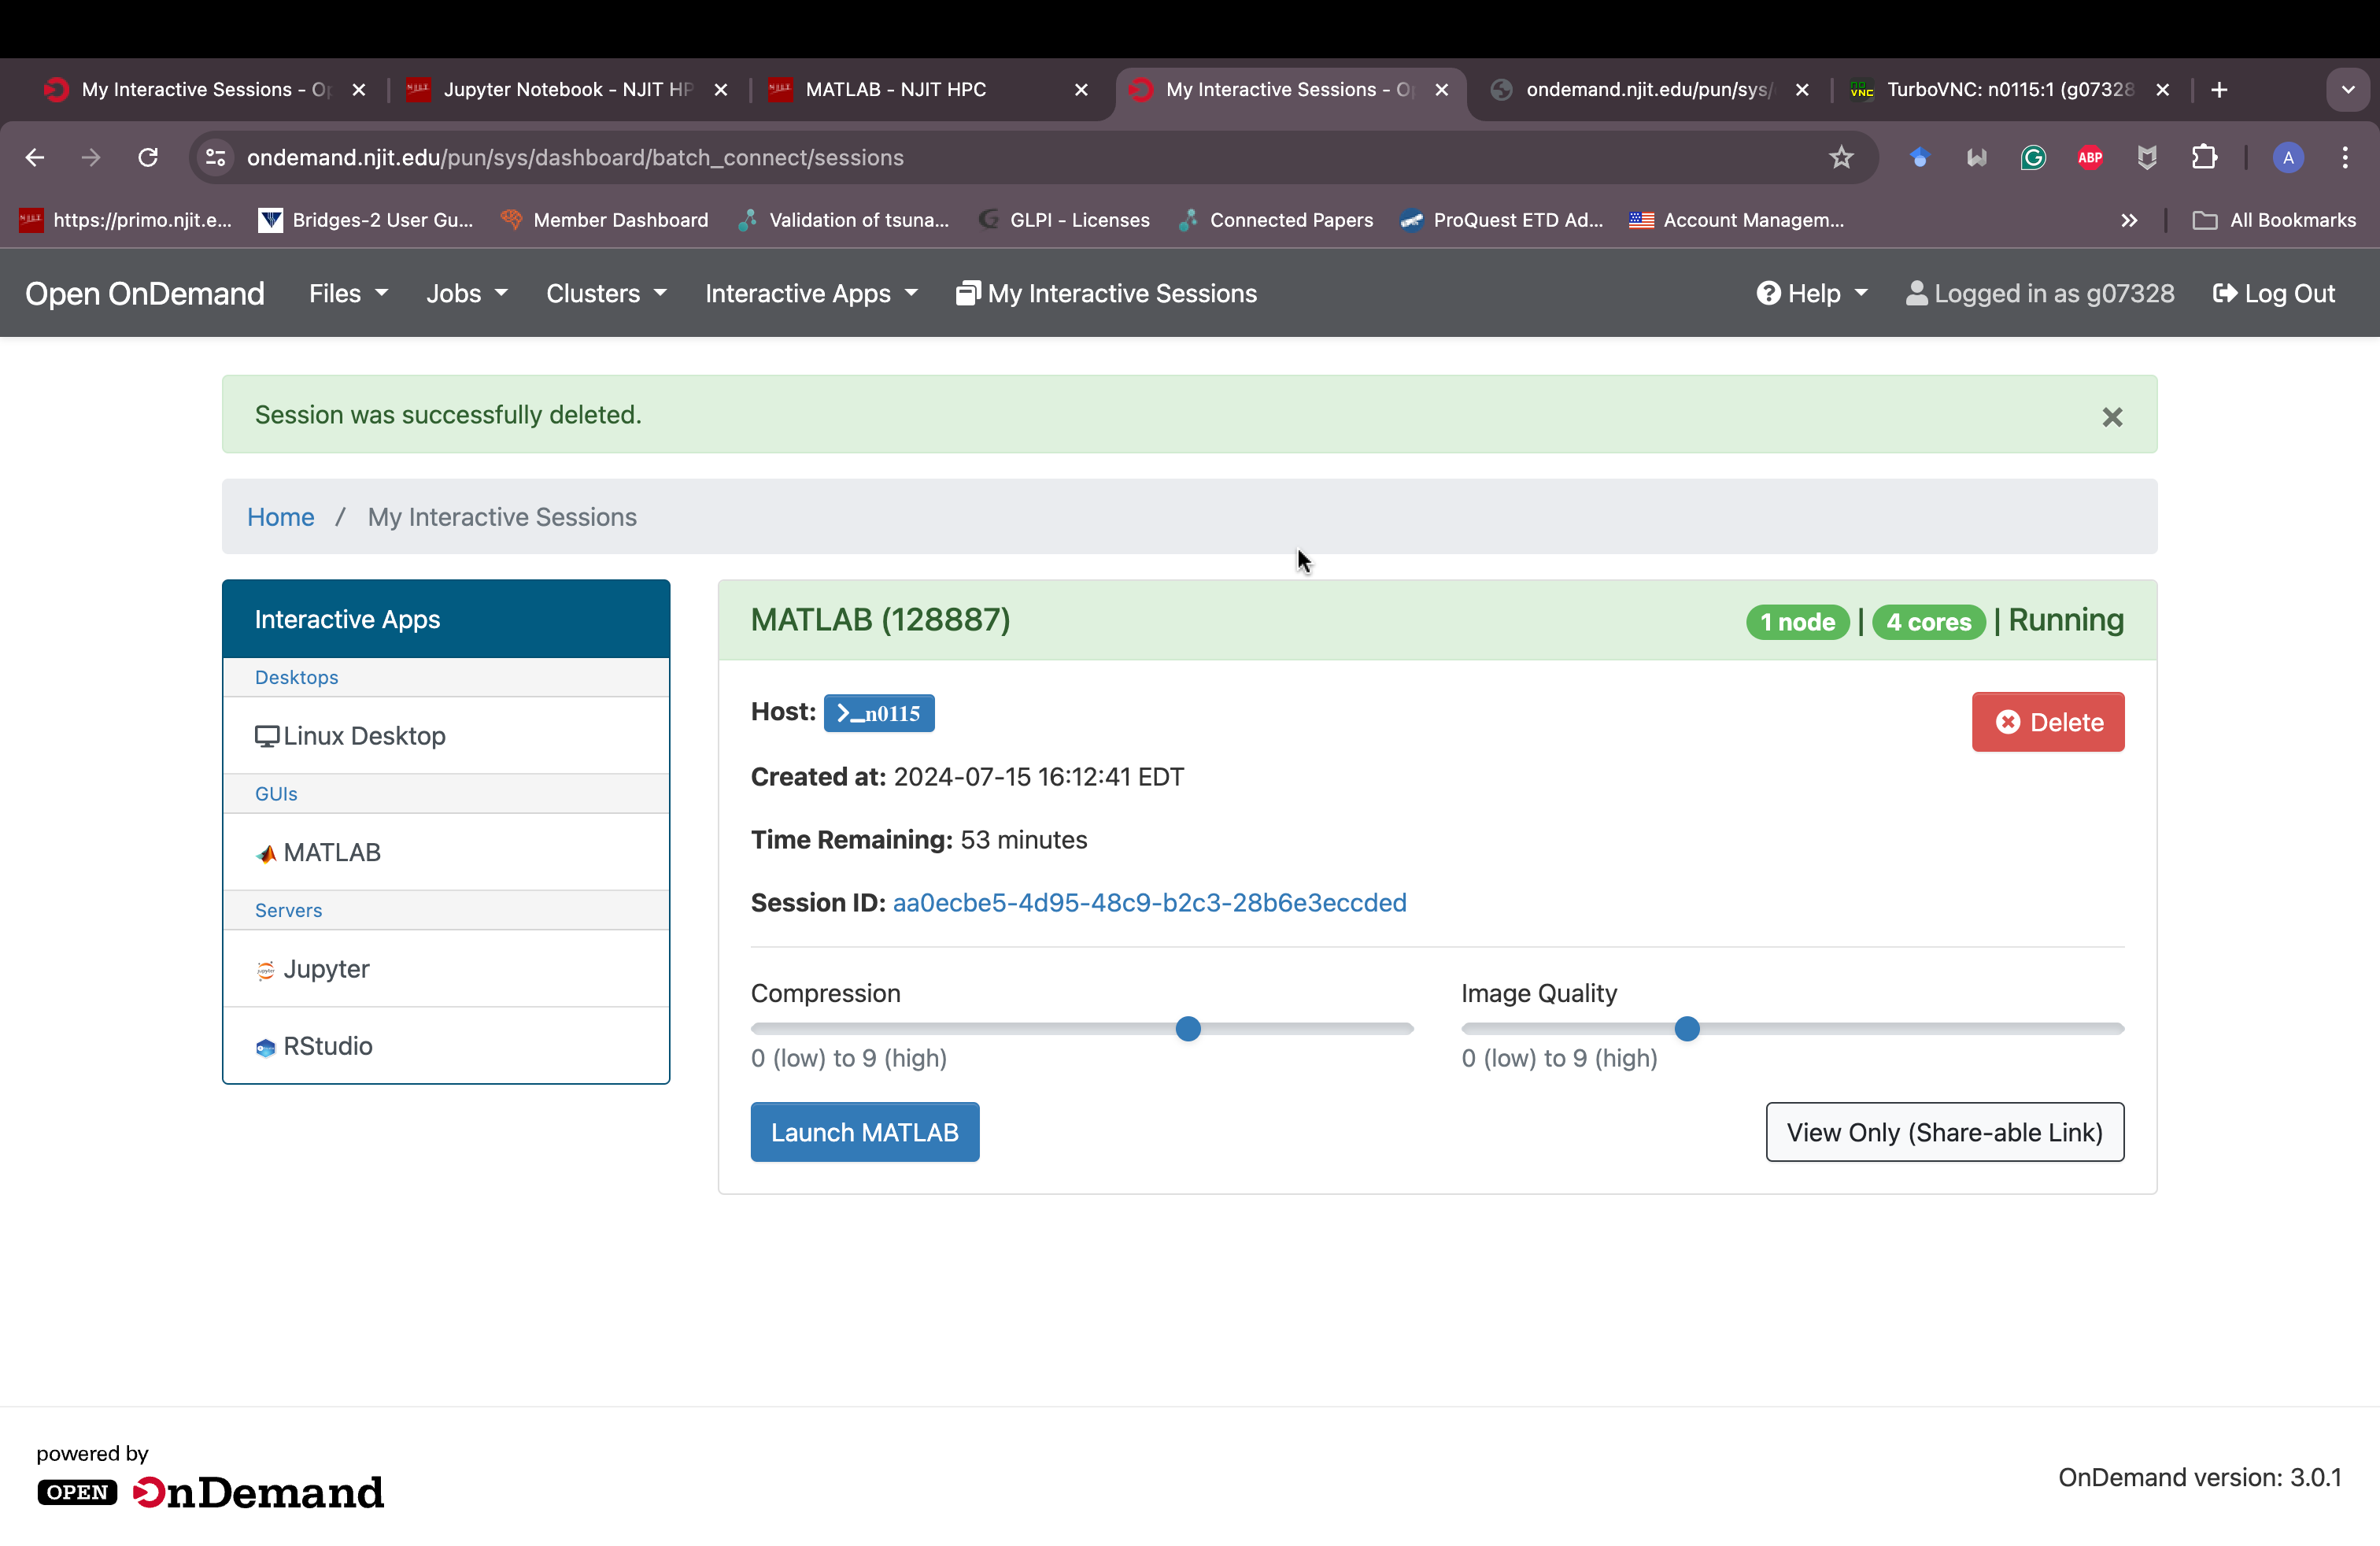 My Interactive Sessions - Op
Jupyter Notebook - NJIT HP
MATLAB - NJIT HPC
My Interactive Sessions - Op
ondemand.njit.edu/pun/sys/
VNC
TurboVNC: n0115:1 (g07328
ondemand.njit.edu/pun/sys/dashboard/batch_connect/sessions
ABP
A
https://primo.njit.e...
Bridges-2 User Gu...
Member Dashboard
Validation of tsuna...
GLPI - Licenses
Connected Papers
ProQuest ETD Ad...
Account Managem...
All Bookmarks
Open OnDemand
Files
Jobs
Clusters
Interactive Apps
My Interactive Sessions
Help
Logged in as g07328
Log Out
Session was successfully deleted.
Home / My Interactive Sessions
Interactive Apps
Desktops
Linux Desktop
GUIs
MATLAB
Servers
Jupyter
RStudio
MATLAB (128887)
1 node | 4 cores | Running
Host: >_n0115
Delete
Created at: 2024-07-15 16:12:41 EDT
Time Remaining: 53 minutes
Session ID: aa0ecbe5-4d95-48c9-b2c3-28b6e3eccded
Compression
0 (low) to 9 (high)
Image Quality
0 (low) to 9 (high)
Launch MATLAB
View Only (Share-able Link)
powered by
OPEN OnDemand
OnDemand version: 3.0.1